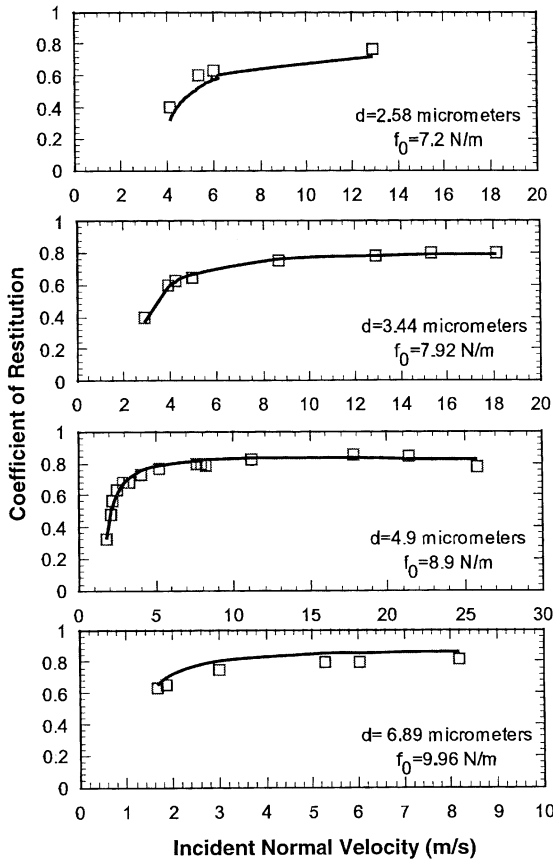 1
0.8
0.6
0.4
0.2
0
d=2.58 micrometers
f0=7.2 N/m
0 2 4 6 8 10 12 14 16 18 20
1
0.8
0.6
0.4
0.2
0
d=3.44 micrometers
f0=7.92 N/m
0 2 4 6 8 10 12 14 16 18 20
Coefficient of Restitution
1
0.8
0.6
0.4
0.2
0
d=4.9 micrometers
f0=8.9 N/m
0 5 10 15 20 25 30
1
0.8
0.6
0.4
0.2
0
d= 6.89 micrometers
f0=9.96 N/m
0 1 2 3 4 5 6 7 8 9 10
Incident Normal Velocity (m/s)